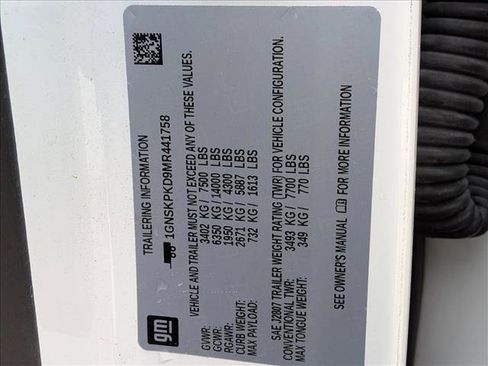 gm
TRAILERING INFORMATION
1GNSKPKD9MR441758
VEHICLE AND TRAILER MUST NOT EXCEED ANY OF THESE VALUES.
GVWR: 3402 KG / 7500 LBS
GCWR: 6350 KG / 14000 LBS
RGAWR: 1950 KG / 4300 LBS
CURB WEIGHT: 2671 KG / 5887 LBS
MAX PAYLOAD: 732 KG / 1613 LBS
SAE J2807 TRAILER WEIGHT RATING (TWR) FOR VEHICLE CONFIGURATION.
CONVENTIONAL TWR: 3493 KG / 7700 LBS
MAX TONGUE WEIGHT: 349 KG / 770 LBS
SEE OWNER'S MANUAL FOR MORE INFORMATION